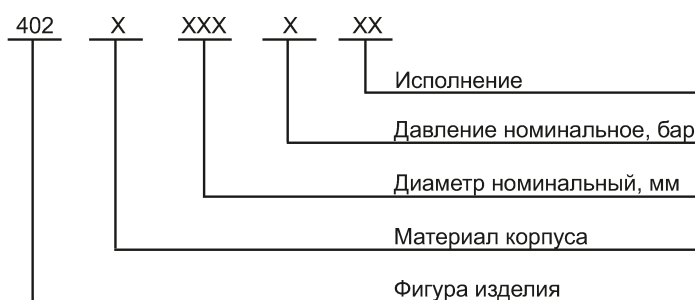 402 X XXX X XX
Исполнение
Давление номинальное, бар
Диаметр номинальный, мм
Материал корпуса
Фигура изделия